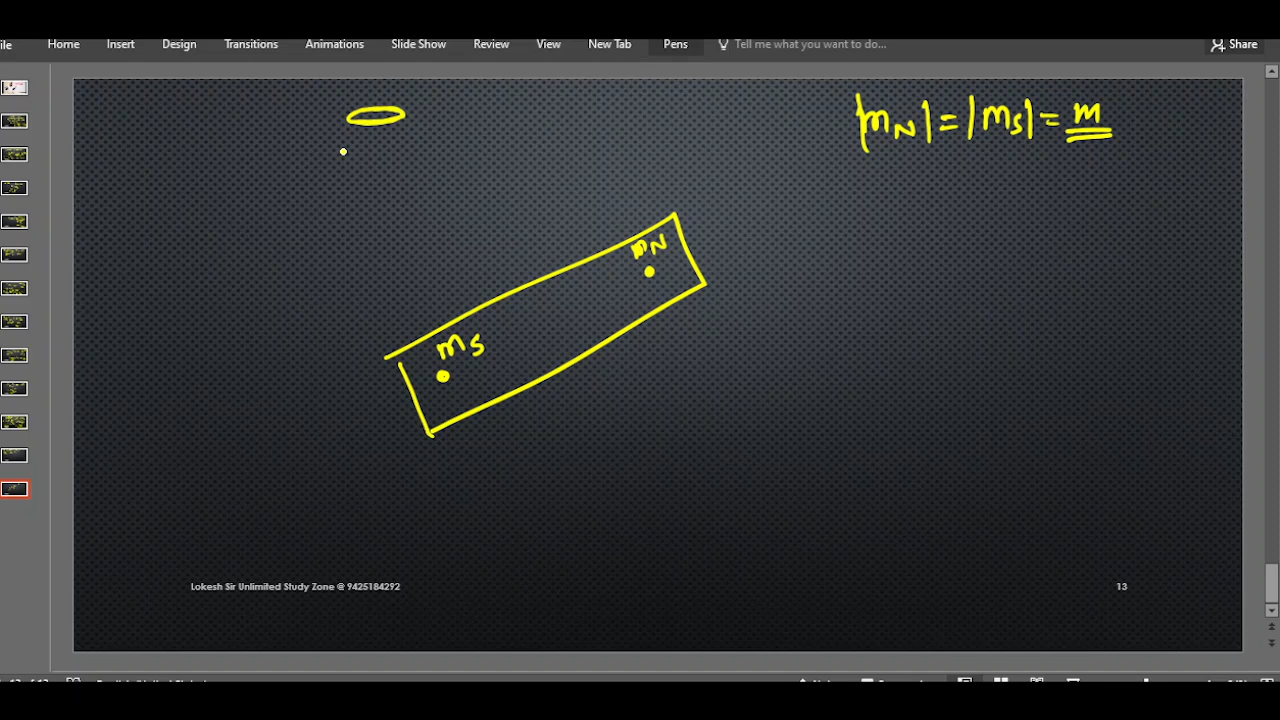 File Home Insert Design Transitions Animations Slide Show Review View New Tab Pens Tell me what you want to do... Share
|mN| = |mS| = m
mN
mS
Lokesh Sir Unlimited Study Zone @ 9425184292 13